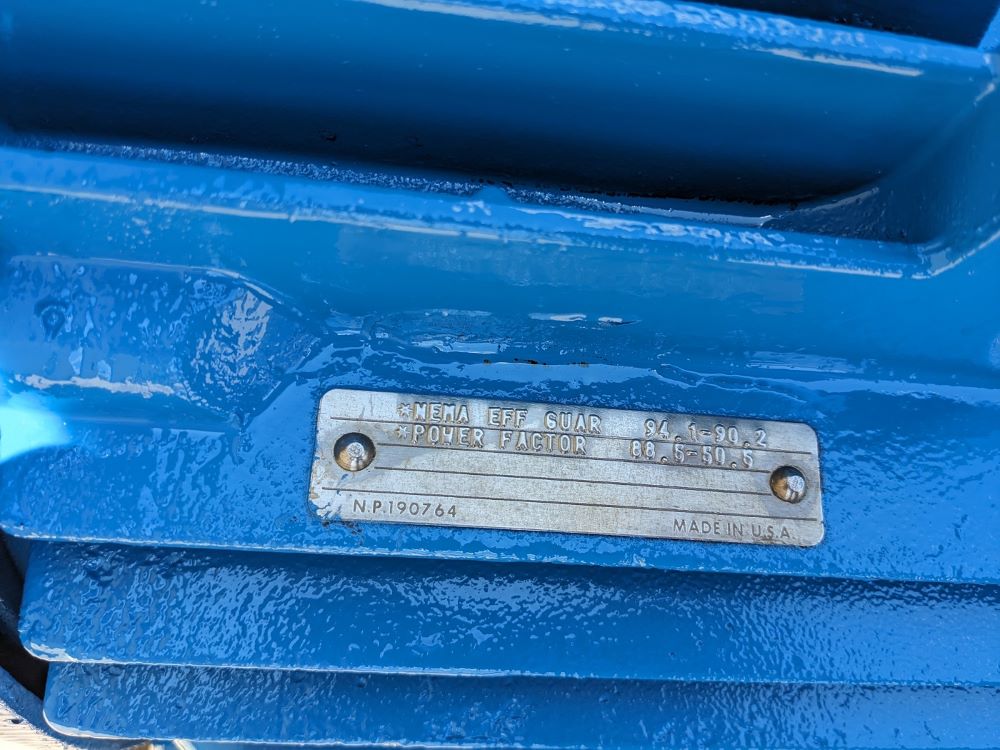 *NEMA EFF GUAR 94.1-90.2
*POWER FACTOR 88.5-50.5
N.P.190764
MADE IN U.S.A.